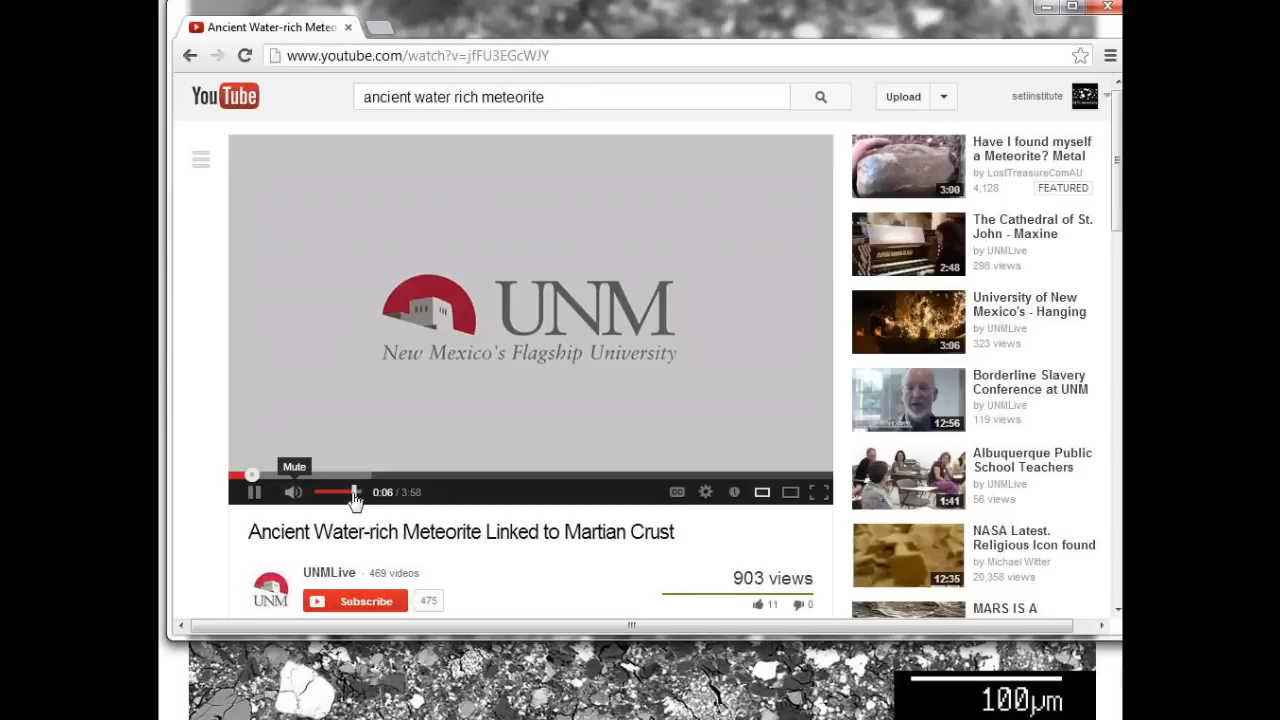 Ancient Water-rich Meteo
www.youtube.com/watch?v=jfFU3EGcWJY
YouTube
ancient water rich meteorite
Upload
setiinstitute
UNM
New Mexico's Flagship University
Mute
0:06 / 3:58
CC
Ancient Water-rich Meteorite Linked to Martian Crust
UNM
UNMLive · 469 videos
Subscribe
475
903 views
11
0
3:00
Have I found myself
a Meteorite? Metal
by LostTreasureComAU
4,128
FEATURED
2:48
The Cathedral of St.
John - Maxine
by UNMLive
298 views
3:06
University of New
Mexico's - Hanging
by UNMLive
323 views
12:56
Borderline Slavery
Conference at UNM
by UNMLive
119 views
1:41
Albuquerque Public
School Teachers
by UNMLive
56 views
12:35
NASA Latest.
Religious Icon found
by Michael Witter
20,358 views
MARS IS A
100µm